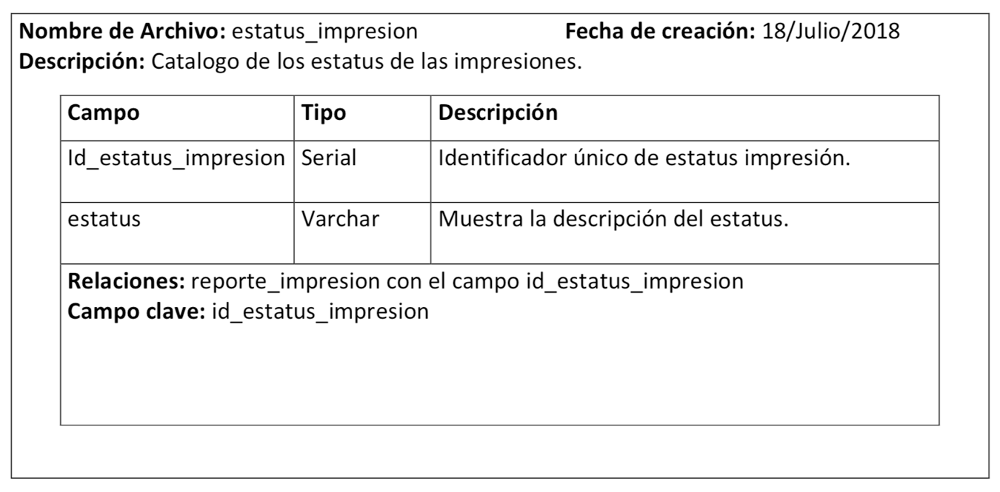 Nombre de Archivo: estatus_impresion Fecha de creación: 18/Julio/2018
Descripción: Catalogo de los estatus de las impresiones.
Campo Tipo Descripción
Id_estatus_impresion Serial Identificador único de estatus impresión.
estatus Varchar Muestra la descripción del estatus.
Relaciones: reporte_impresion con el campo id_estatus_impresion
Campo clave: id_estatus_impresion